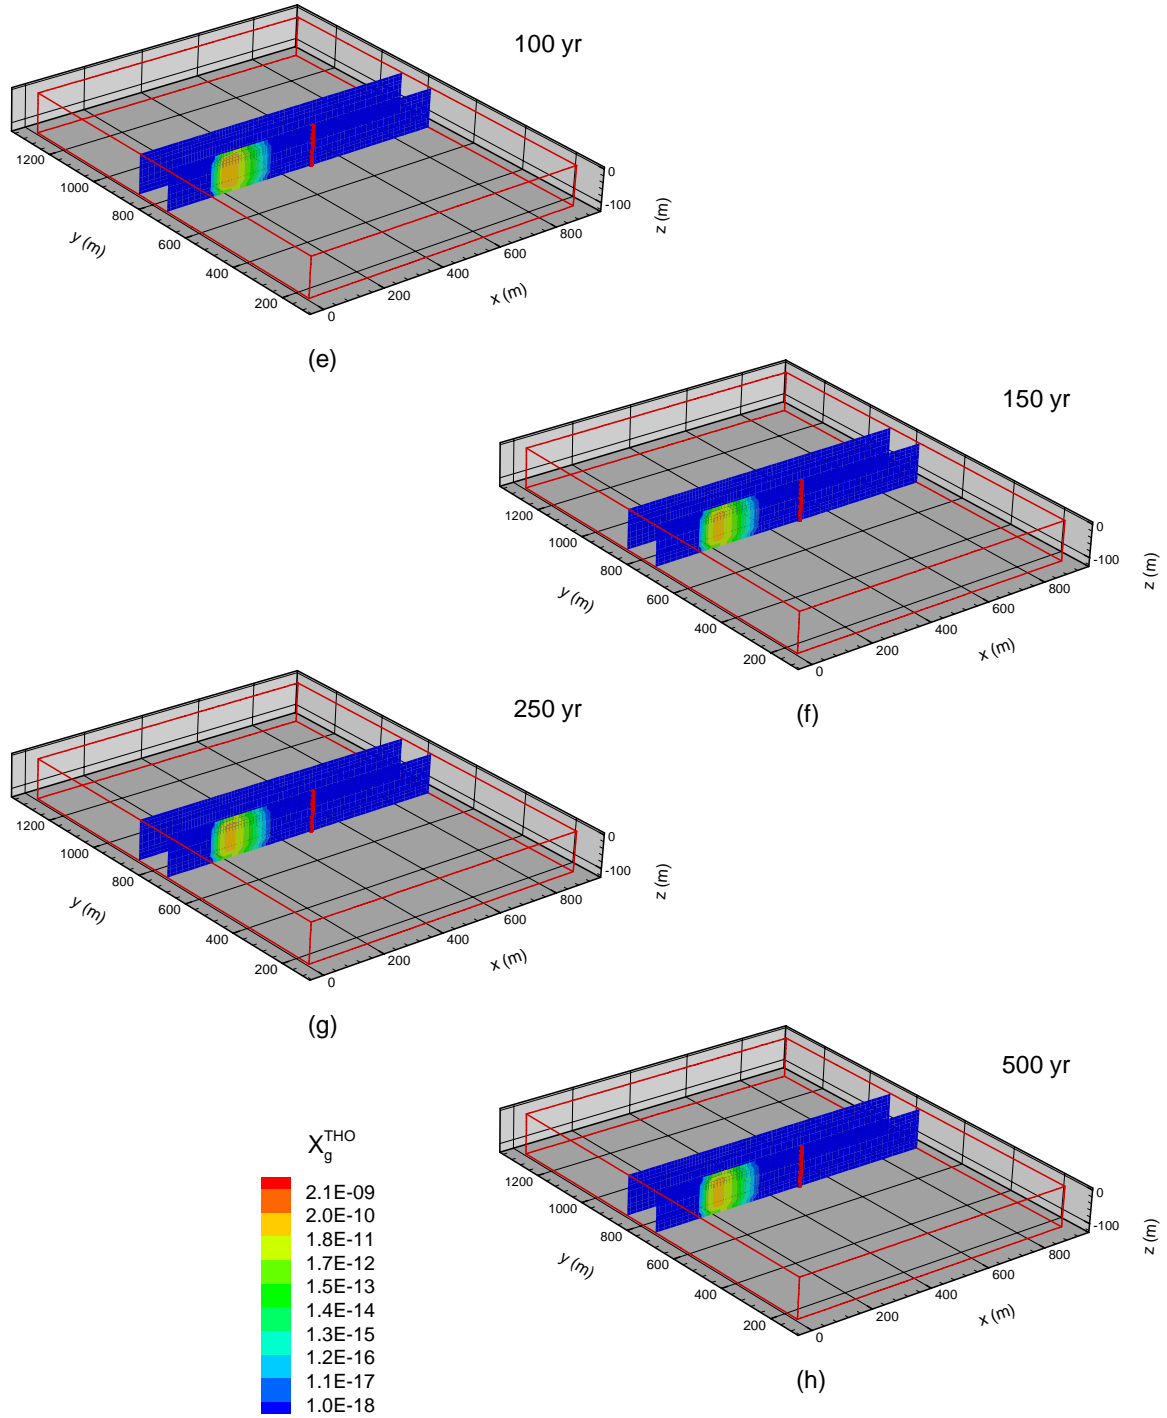 100 yr
0
-100
z (m)
1200
1000
800
600
400
200
y (m)
0
200
400
600
800
x (m)
(e)
150 yr
0
-100
z (m)
1200
1000
800
600
400
200
y (m)
0
200
400
600
800
x (m)
(f)
250 yr
0
-100
z (m)
1200
1000
800
600
400
200
y (m)
0
200
400
600
800
x (m)
(g)
500 yr
0
-100
z (m)
1200
1000
800
600
400
200
y (m)
0
200
400
600
800
x (m)
(h)
X_g^THO
2.1E-09
2.0E-10
1.8E-11
1.7E-12
1.5E-13
1.4E-14
1.3E-15
1.2E-16
1.1E-17
1.0E-18